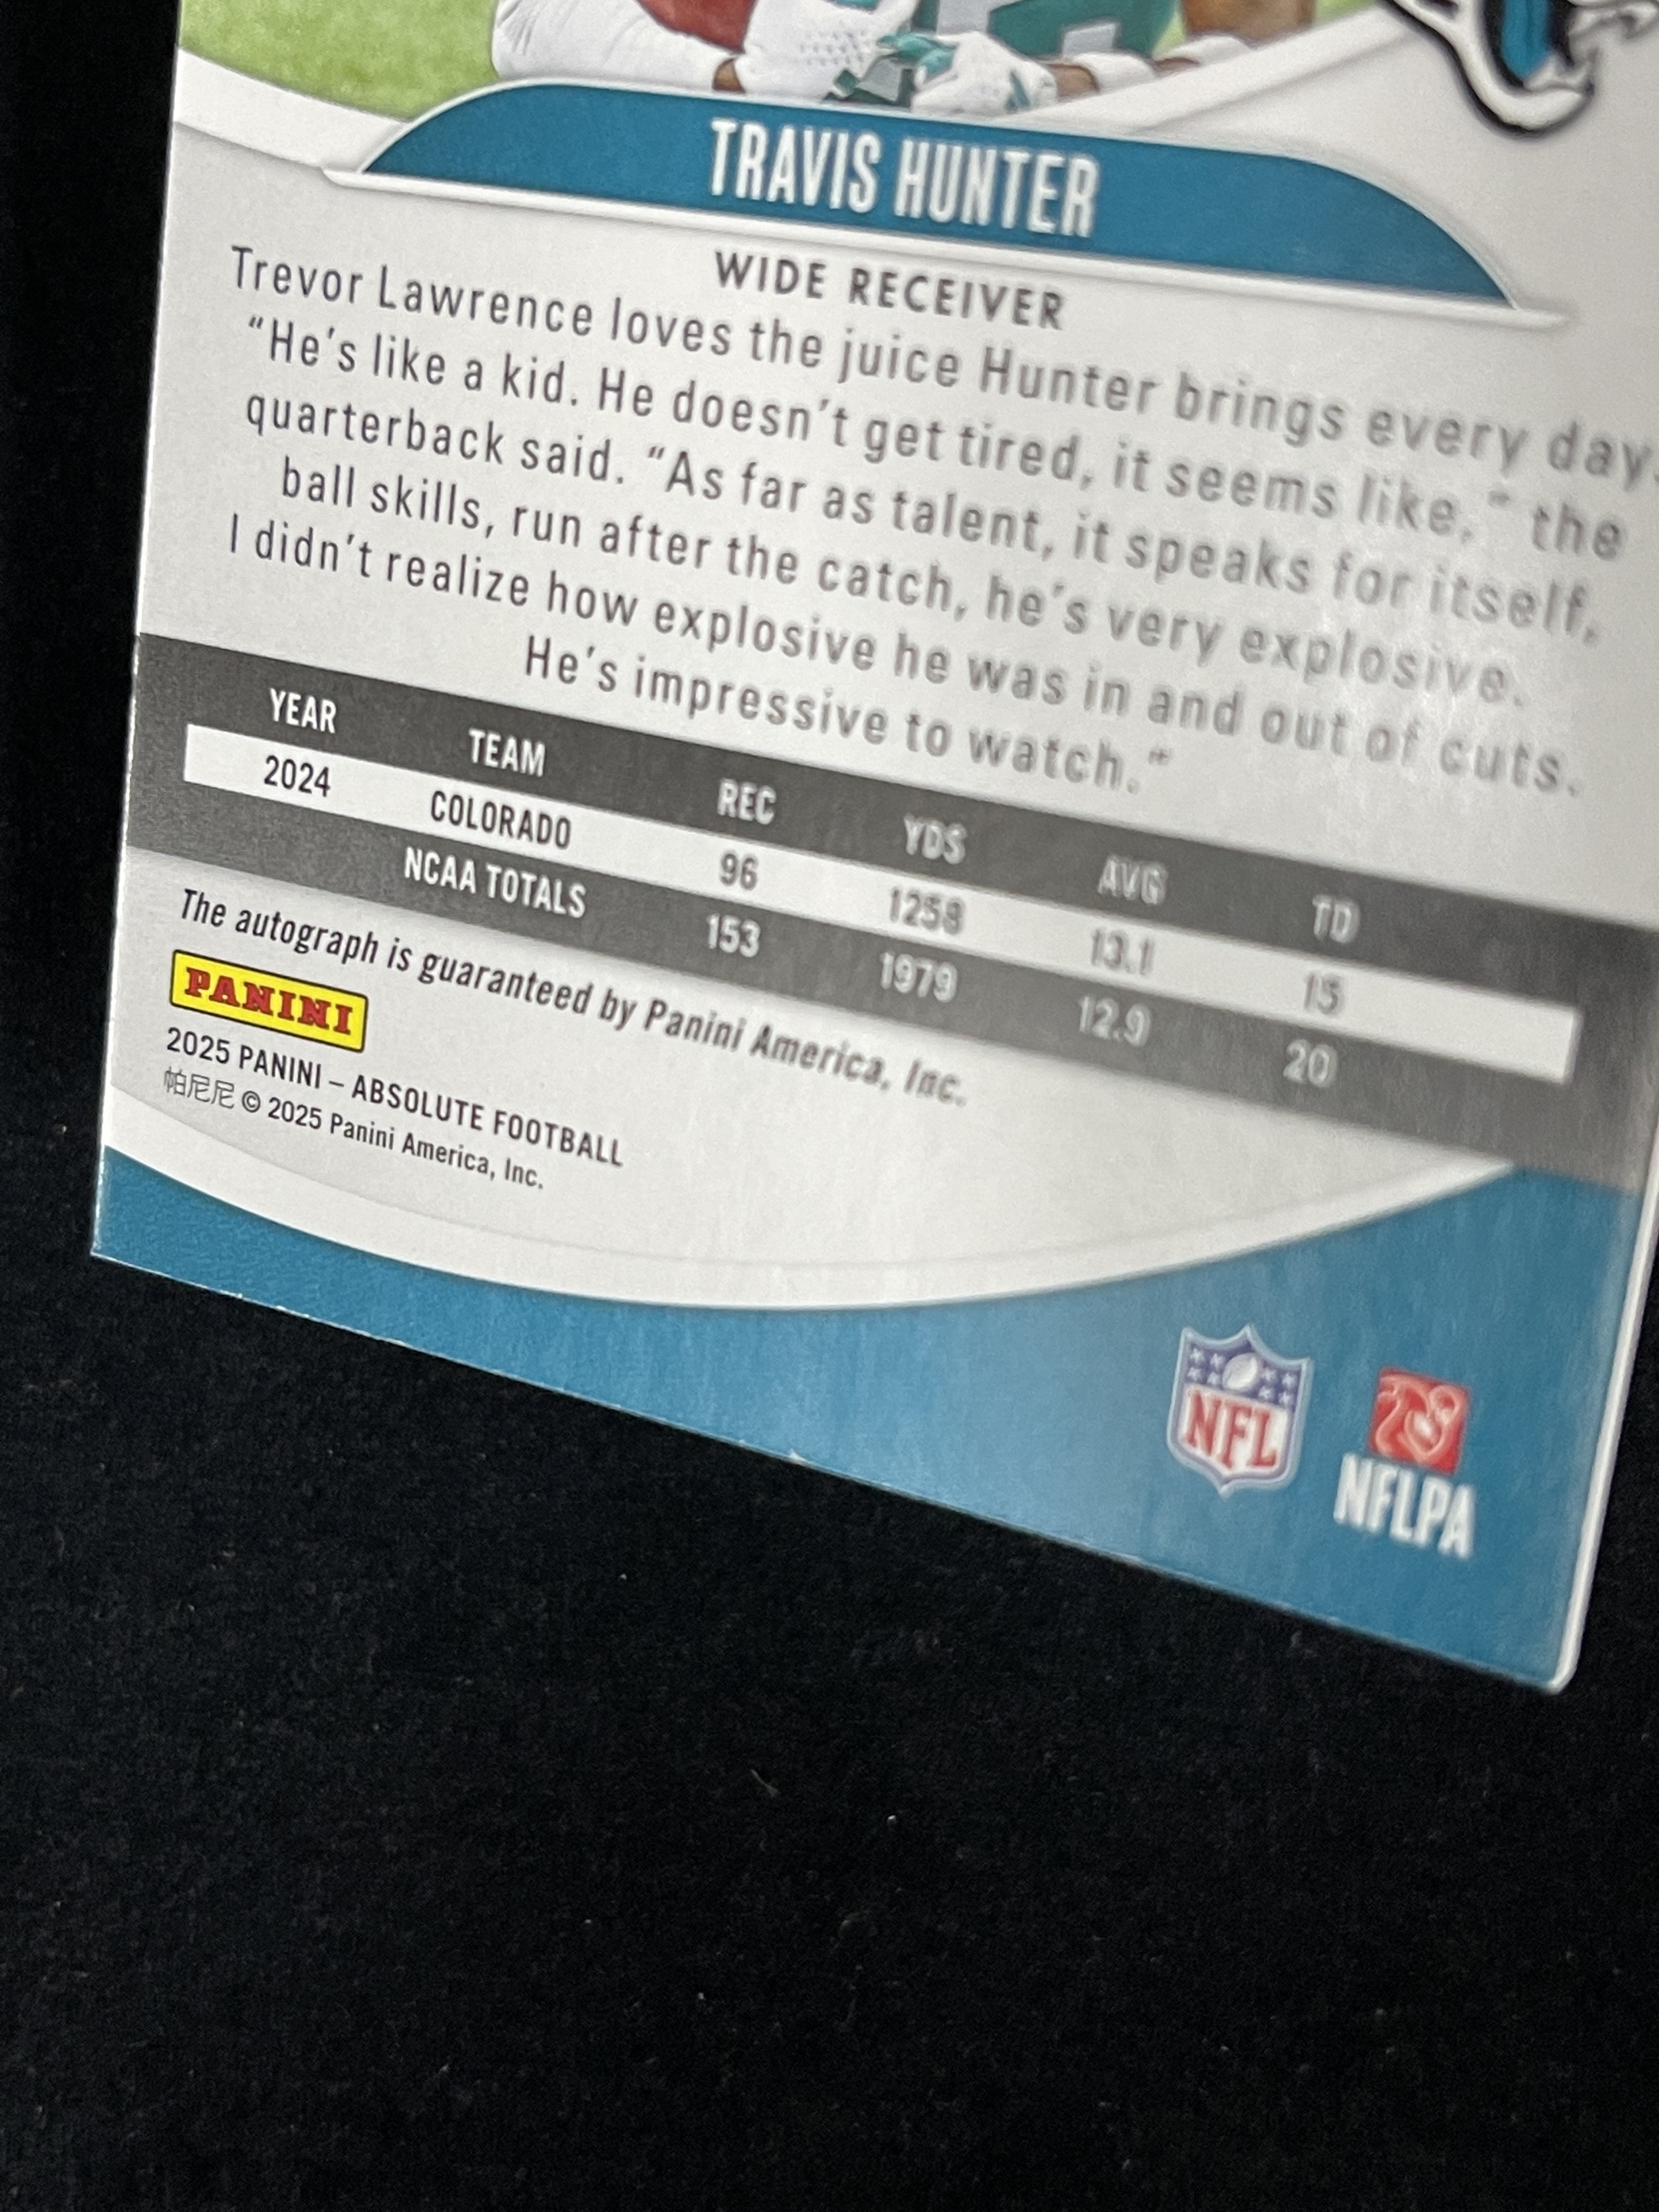 TRAVIS HUNTER
WIDE RECEIVER
Trevor Lawrence loves the juice Hunter brings every day.
“He’s like a kid. He doesn’t get tired, it seems like,” the
quarterback said. “As far as talent, it speaks for itself,
ball skills, run after the catch, he’s very explosive.
I didn’t realize how explosive he was in and out of cuts.
He’s impressive to watch.”
YEAR TEAM REC YDS AVG TD
2024 COLORADO 96 1258 13.1 15
NCAA TOTALS 153 1979 12.9 20
The autograph is guaranteed by Panini America, Inc.
PANINI
2025 PANINI – ABSOLUTE FOOTBALL
帕尼尼 © 2025 Panini America, Inc.
NFL
NFLPA